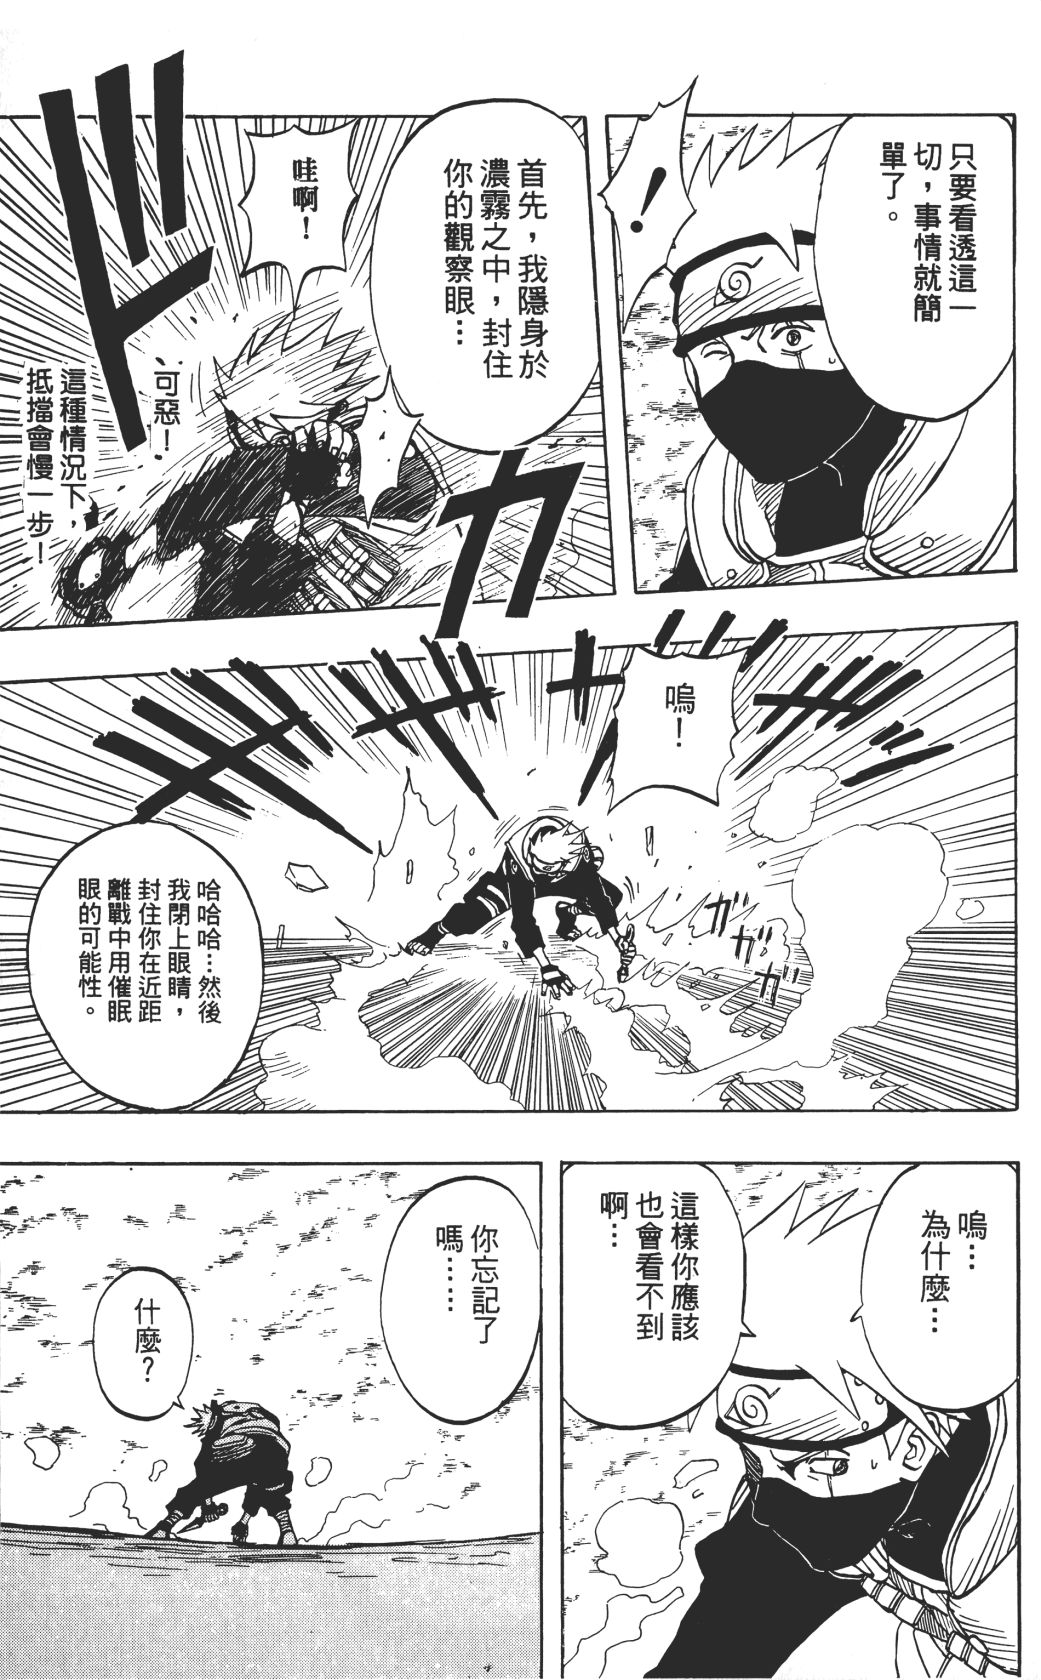 只要看透這一
切，事情就簡
單了。
！
首先，我隱身於
濃霧之中，封住
你的觀察眼…
哇啊！
ドカ
可惡！
這種情況下，
抵擋會慢一步！
嗚！
ガ
ガ
ガ
哈哈哈…然後
我閉上眼睛，
封住你在近距
離戰中用催眠
眼的可能性。
嗚…
為什麼…
這樣你應該
也會看不到
啊…
你忘記了
嗎……
什麼？